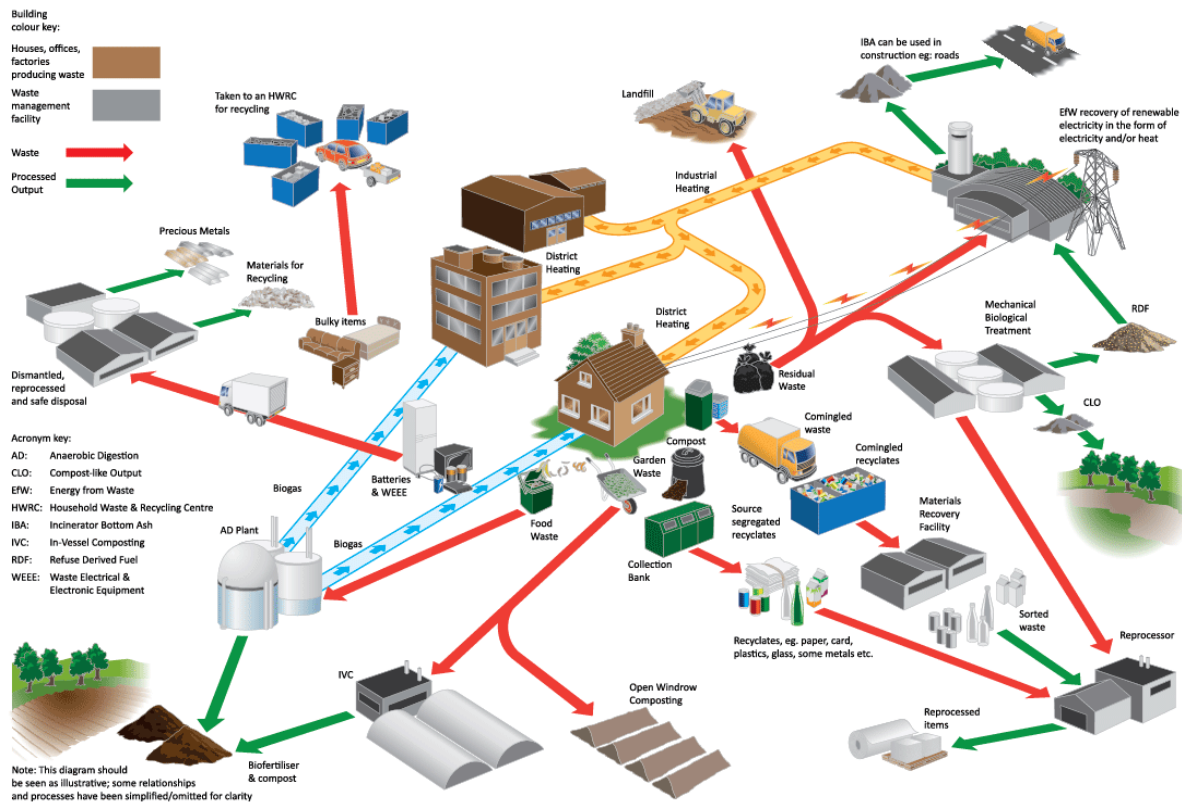 Building
colour key:
Houses, offices,
factories
producing waste
Waste
management
facility
Waste
Processed
Output
Taken to an HWRC
for recycling
Landfill
IBA can be used in
construction eg: roads
EfW recovery of renewable
electricity in the form of
electricity and/or heat
Industrial
Heating
District
Heating
District
Heating
Precious Metals
Materials for
Recycling
Bulky items
Dismantled,
reprocessed
and safe disposal
Mechanical
Biological
Treatment
RDF
CLO
Residual
Waste
Comingled
waste
Comingled
recyclates
Compost
Garden
Waste
Batteries
& WEEE
Food
Waste
Source
segregated
recyclates
Collection
Bank
Materials
Recovery
Facility
Acronym key:
AD: Anaerobic Digestion
CLO: Compost-like Output
EfW: Energy from Waste
HWRC: Household Waste & Recycling Centre
IBA: Incinerator Bottom Ash
IVC: In-Vessel Composting
RDF: Refuse Derived Fuel
WEEE: Waste Electrical &
Electronic Equipment
Biogas
AD Plant
Biogas
Recyclates, eg. paper, card,
plastics, glass, some metals etc.
Sorted
waste
Reprocessor
IVC
Open Windrow
Composting
Reprocessed
items
Biofertiliser
& compost
Note: This diagram should
be seen as illustrative; some relationships
and processes have been simplified/omitted for clarity